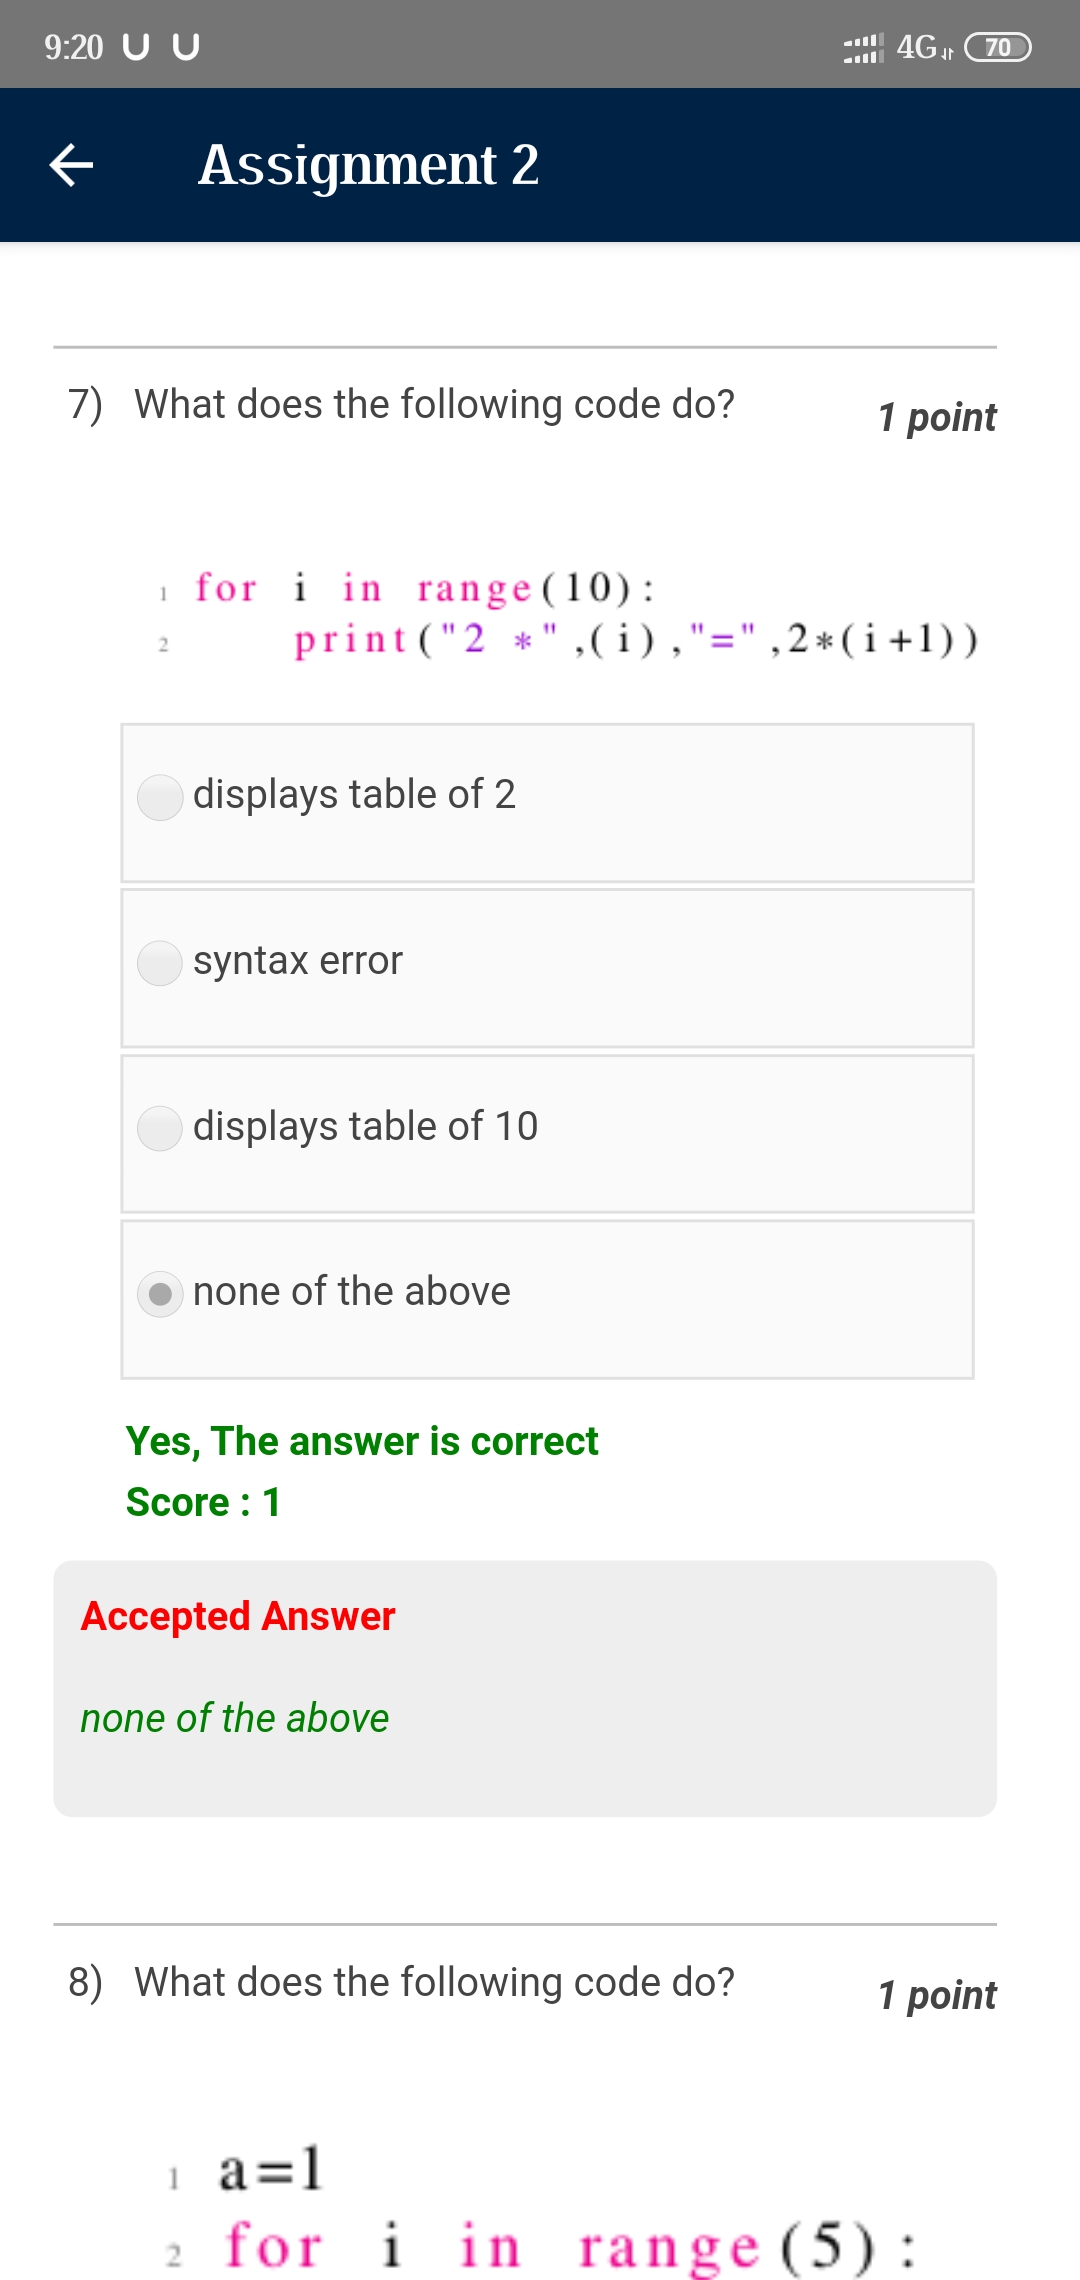 9:20 4G 70
Assignment 2
7) What does the following code do? 1 point
1 for i in range(10):
2 print("2 *",(i),"=",2*(i+1))
displays table of 2
syntax error
displays table of 10
none of the above
Yes, The answer is correct
Score : 1
Accepted Answer
none of the above
8) What does the following code do? 1 point
1 a=1
2 for i in range(5):